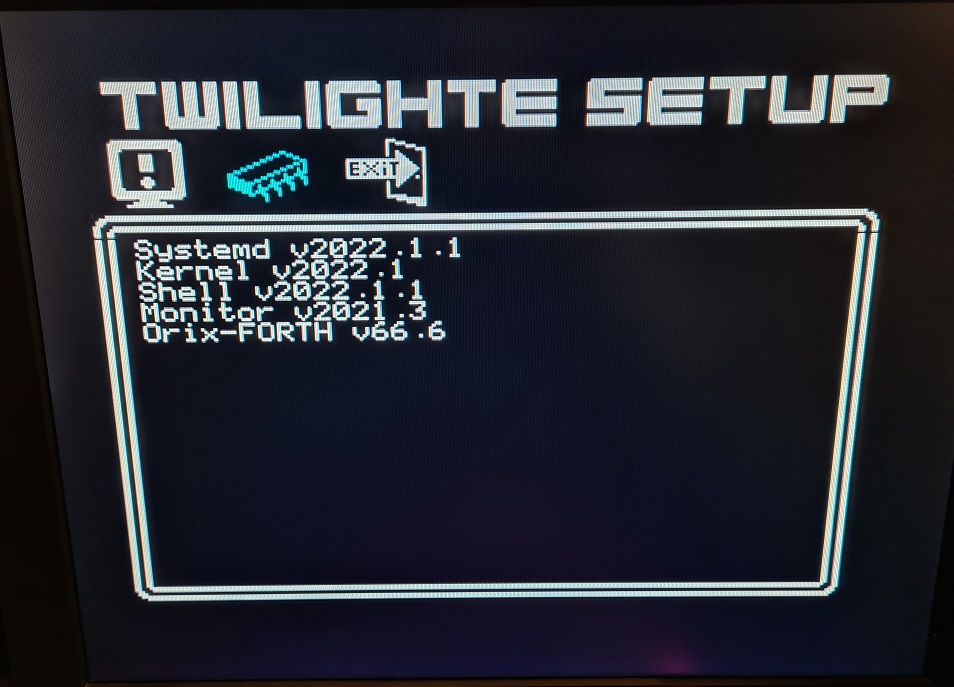 TWILIGHTE SETUP
EXiT
Systemd v2022.1.1
Kernel v2022.1
Shell v2022.1.1
Monitor v2021.3
Orix-FORTH v66.6